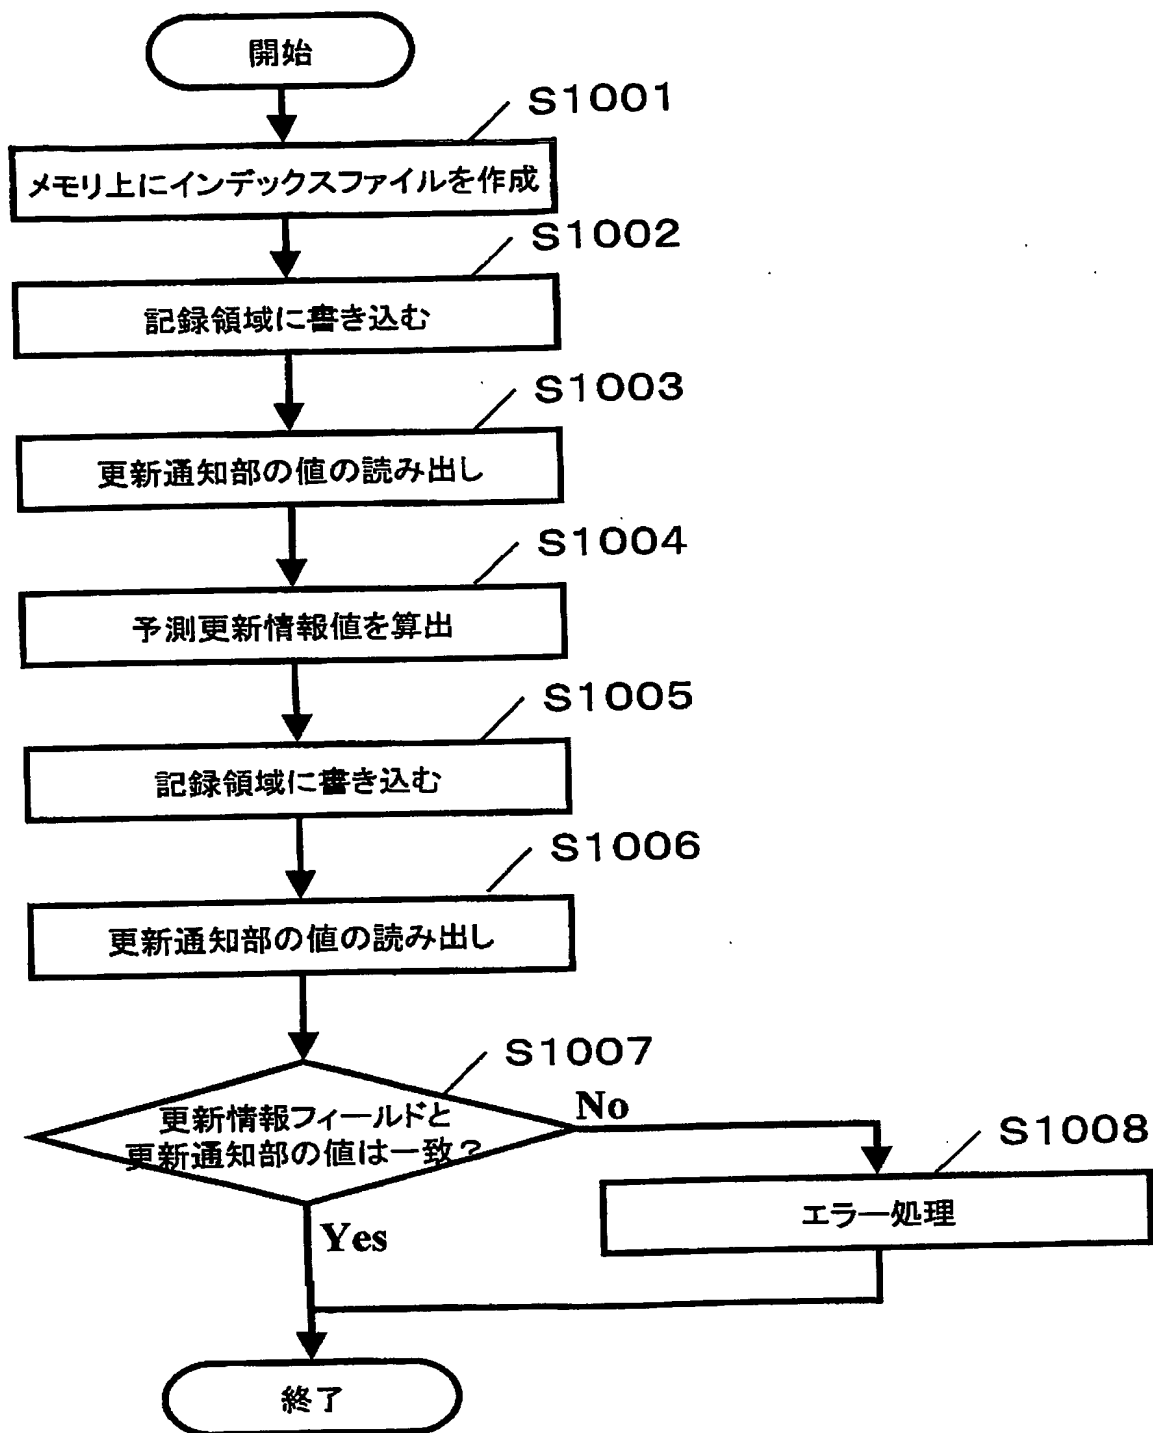 開始
S1001
メモリ上にインデックスファイルを作成
S1002
記録領域に書き込む
S1003
更新通知部の値の読み出し
S1004
予測更新情報値を算出
S1005
記録領域に書き込む
S1006
更新通知部の値の読み出し
S1007
更新情報フィールドと
更新通知部の値は一致?
No
S1008
エラー処理
Yes
終了